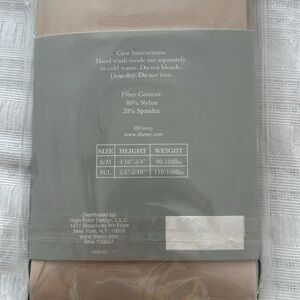 Care Instructions:
Hand wash inside out separately
in cold water. Do not bleach.
Drip dry. Do not iron.
Fiber Content:
80% Nylon
20% Spandex
©Disney
www.disney.com
SIZE HEIGHT WEIGHT
S/M 4'10"-5'4" 90-120lbs
M/L 5'5"-5'10" 110-160lbs
Distributed by:
High Point Design, L.L.C.
1411 Broadway 8th Floor
New York, N.Y. 10018
RN# 109947